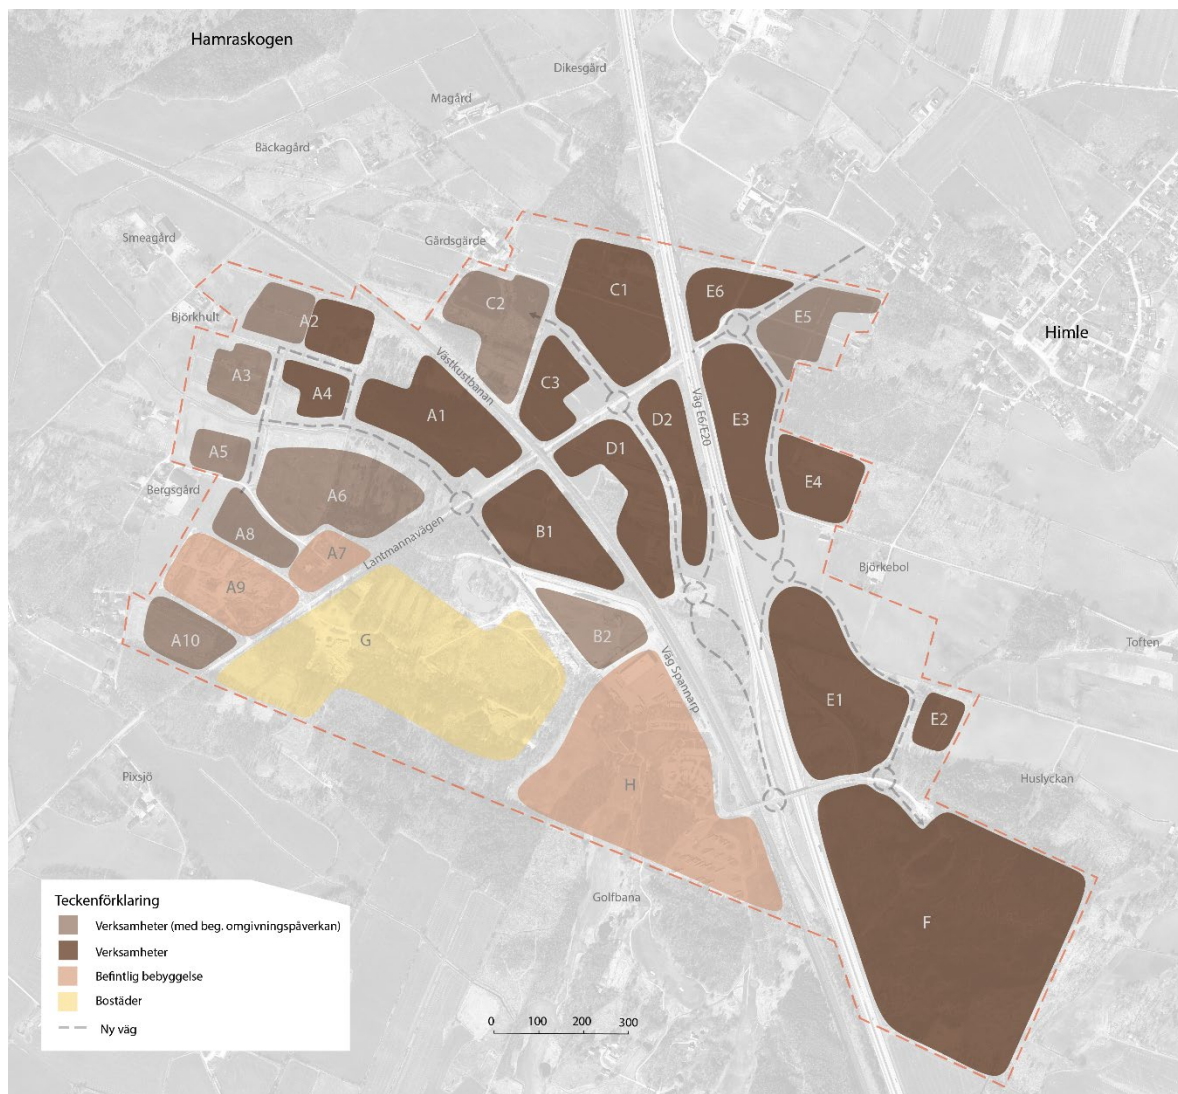 Hamraskogen
Dikesgård
Magård
Bäckagård
Smeagård
Gårdsgärde
Björkhult
Himle
C1
C2
E6
E5
A2
A3
A4
A1
Västkustbanan
C3
D2
Väg E6/E20
E3
D1
A5
A6
E4
Bergsgård
A8
A7
Lantmannavägen
B1
Björkebol
A9
A10
G
B2
Väg Spannarp
Toften
E1
E2
Pixsjö
H
Huslyckan
Golfbana
F
Teckenförklaring
Verksamheter (med beg. omgivningspåverkan)
Verksamheter
Befintlig bebyggelse
Bostäder
Ny väg
0 100 200 300